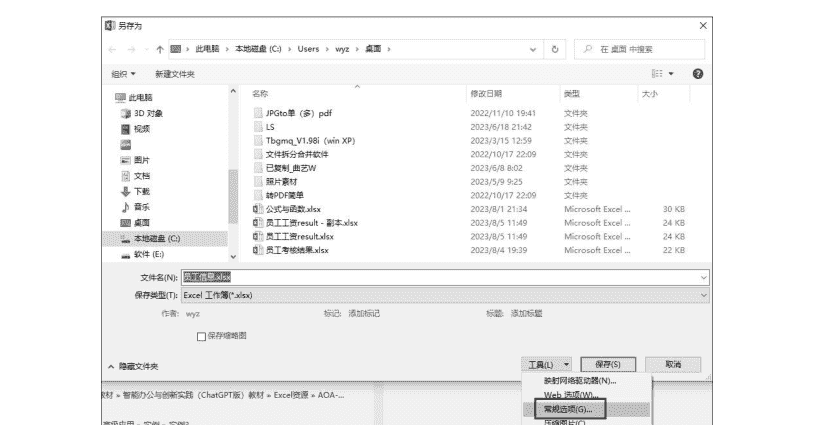 另存为
此电脑 › 本地磁盘 (C:) › Users › wyz › 桌面 ›
在 桌面 中搜索
组织 新建文件夹
名称 修改日期 类型 大小
此电脑
3D 对象
视频
图片
文档
下载
音乐
桌面
本地磁盘 (C:)
软件 (E:)
JPGto单（多）pdf 2022/11/10 19:41 文件夹
LS 2023/6/18 21:42 文件夹
Tbgmq_V1.98i（win XP） 2023/3/15 12:59 文件夹
文件拆分合并软件 2022/10/17 22:09 文件夹
已复制_曲艺W 2023/6/8 8:02 文件夹
照片素材 2023/5/9 9:25 文件夹
转PDF简单 2022/10/17 22:09 文件夹
公式与函数.xlsx 2023/8/1 21:34 Microsoft Excel ... 30 KB
员工工资result - 副本.xlsx 2023/8/5 11:49 Microsoft Excel ... 24 KB
员工工资result.xlsx 2023/8/5 11:49 Microsoft Excel ... 24 KB
员工考核结果.xlsx 2023/8/4 19:39 Microsoft Excel ... 22 KB
文件名(N): 员工信息.xlsx
保存类型(T): Excel 工作簿(*.xlsx)
作者: wyz 标记: 添加标记 标题: 添加标题
保存缩略图
隐藏文件夹 工具(L) 保存(S) 取消
映射网络驱动器(N)...
Web 选项(W)...
常规选项(G)...
压缩图片(C)...
教材 » 智能办公与创新实践（ChatGPT版）教材 » Excel资源 » AOA-...
高级应用 » 实例 » 实例3